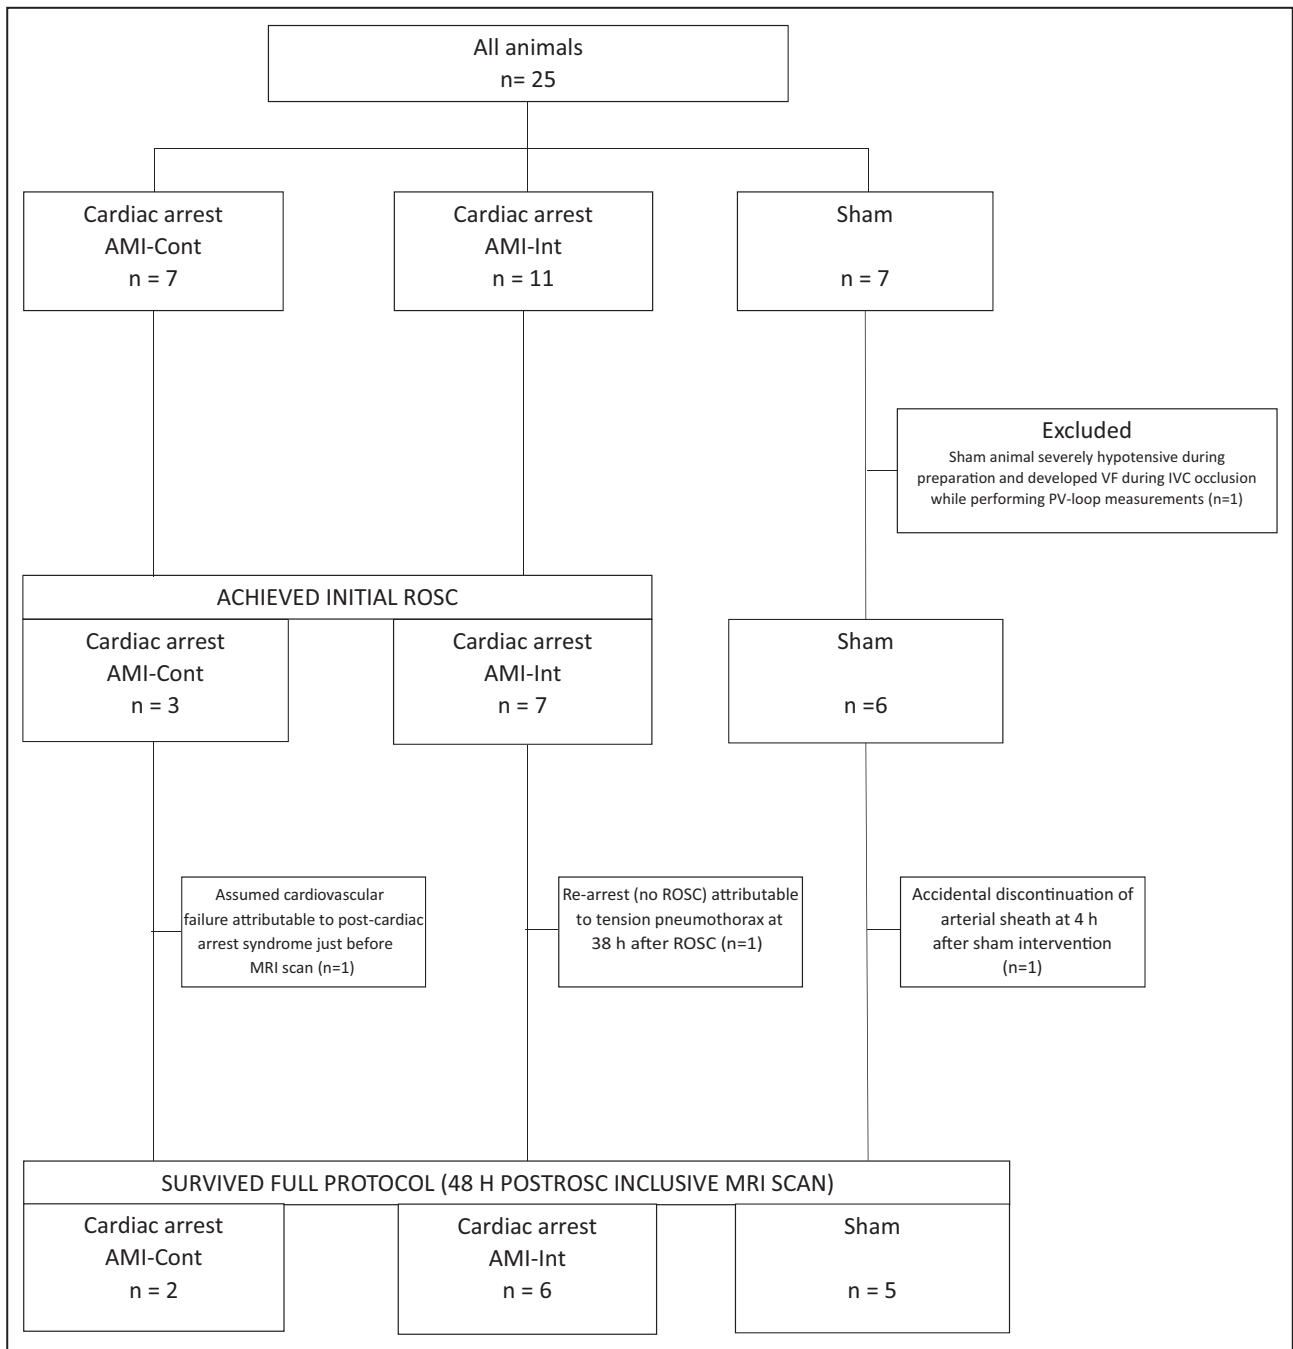 All animals
n= 25
Cardiac arrest
AMI-Cont
n = 7
Cardiac arrest
AMI-Int
n = 11
Sham
n = 7
Excluded
Sham animal severely hypotensive during
preparation and developed VF during IVC occlusion
while performing PV-loop measurements (n=1)
ACHIEVED INITIAL ROSC
Cardiac arrest
AMI-Cont
n = 3
Cardiac arrest
AMI-Int
n = 7
Sham
n =6
Assumed cardiovascular
failure attributable to post-cardiac
arrest syndrome just before
MRI scan (n=1)
Re-arrest (no ROSC) attributable
to tension pneumothorax at
38 h after ROSC (n=1)
Accidental discontinuation of
arterial sheath at 4 h
after sham intervention
(n=1)
SURVIVED FULL PROTOCOL (48 H POSTROSC INCLUSIVE MRI SCAN)
Cardiac arrest
AMI-Cont
n = 2
Cardiac arrest
AMI-Int
n = 6
Sham
n = 5